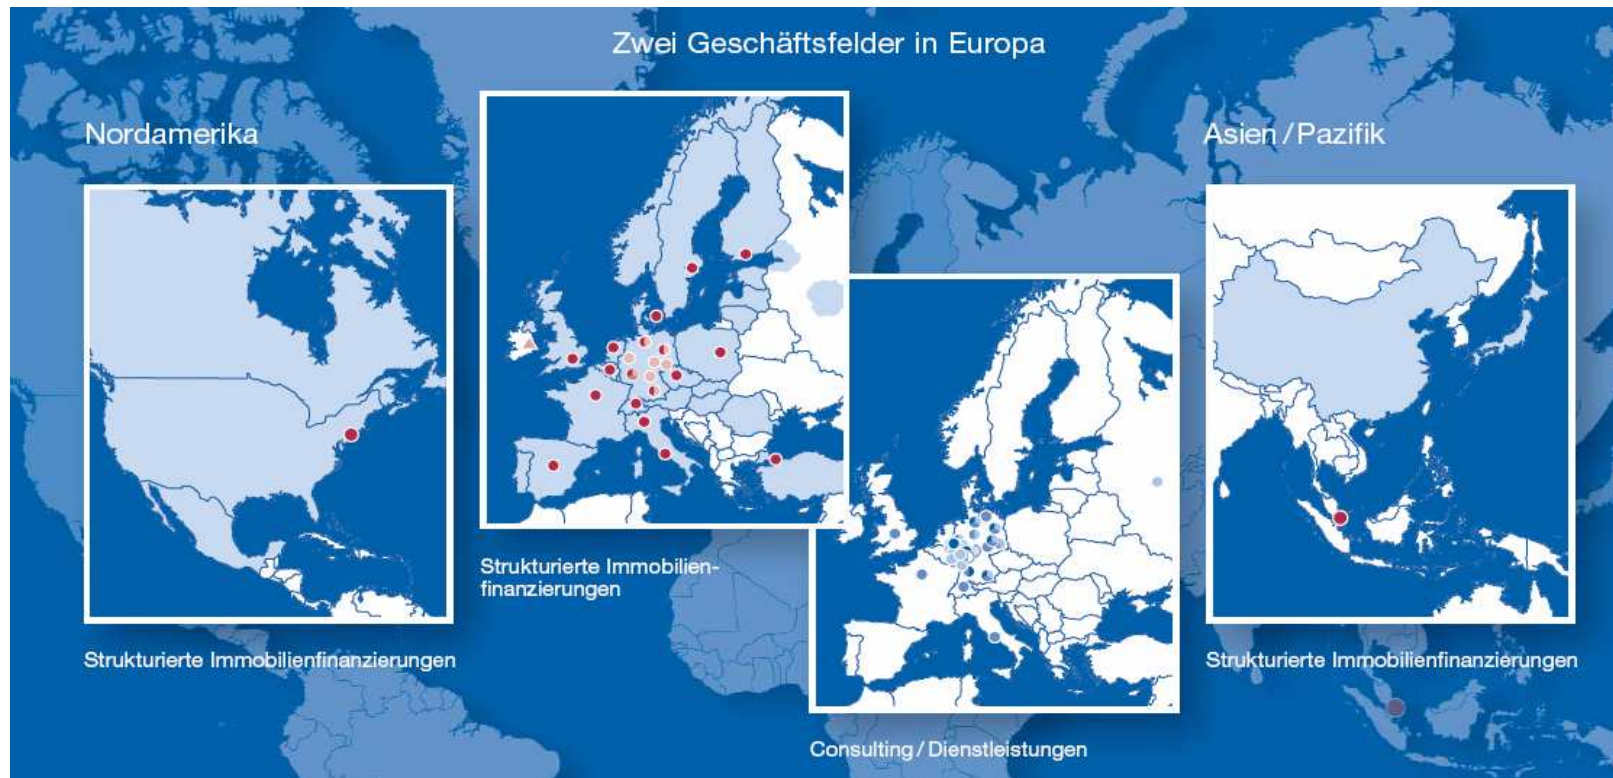 Zwei Geschäftsfelder in Europa
Nordamerika
Asien / Pazifik
Strukturierte Immobilien-
finanzierungen
Strukturierte Immobilienfinanzierungen
Strukturierte Immobilienfinanzierungen
Consulting / Dienstleistungen